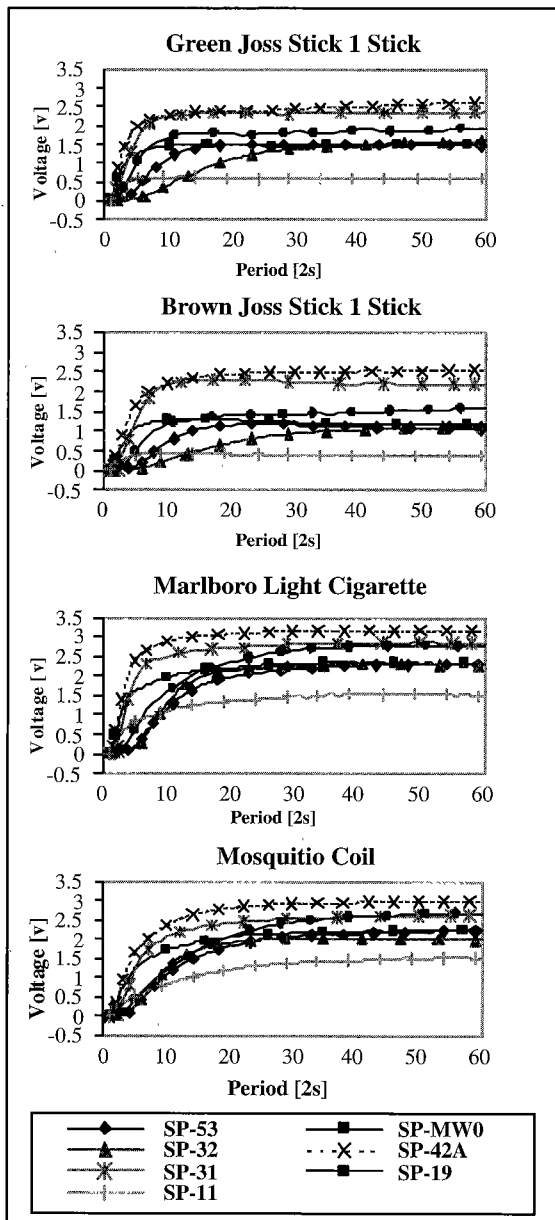 Green Joss Stick 1 Stick
3.5
3
2.5
2
1.5
1
0.5
0
-0.5
Voltage [v]
0 10 20 30 40 50 60
Period [2s]
Brown Joss Stick 1 Stick
3.5
3
2.5
2
1.5
1
0.5
0
-0.5
Voltage [v]
0 10 20 30 40 50 60
Period [2s]
Marlboro Light Cigarette
3.5
3
2.5
2
1.5
1
0.5
0
-0.5
Voltage [v]
0 10 20 30 40 50 60
Period [2s]
Mosquitio Coil
3.5
3
2.5
2
1.5
1
0.5
0
-0.5
Voltage [v]
0 10 20 30 40 50 60
Period [2s]
SP-53 SP-MW0
SP-32 SP-42A
SP-31 SP-19
SP-11